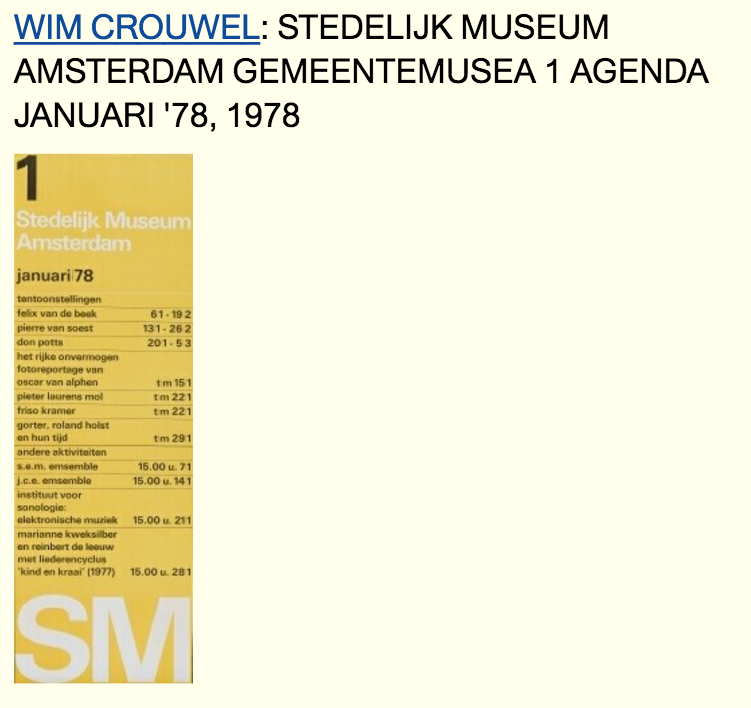 WIM CROUWEL: STEDELIJK MUSEUM
AMSTERDAM GEMEENTEMUSEA 1 AGENDA
JANUARI '78, 1978
1
Stedelijk Museum
Amsterdam
januari 78
tentoonstellingen
felix van de beek 6 1 - 19 2
pierre van soest 13 1 - 26 2
don potts 20 1 - 5 3
het rijke onvermogen
fotoreportage van
oscar van alphen t m 15 1
pieter laurens mol t m 22 1
friso kramer t m 22 1
gorter, roland holst
en hun tijd t m 29 1
andere aktiviteiten
s.e.m. emsemble 15.00 u. 7 1
j.c.e. emsemble 15.00 u. 14 1
instituut voor
sonologie:
elektronische muziek 15.00 u. 21 1
marianne kweksilber
en reinbert de leeuw
met liederencyclus
'kind en kraai' (1977) 15.00 u. 28 1
SM